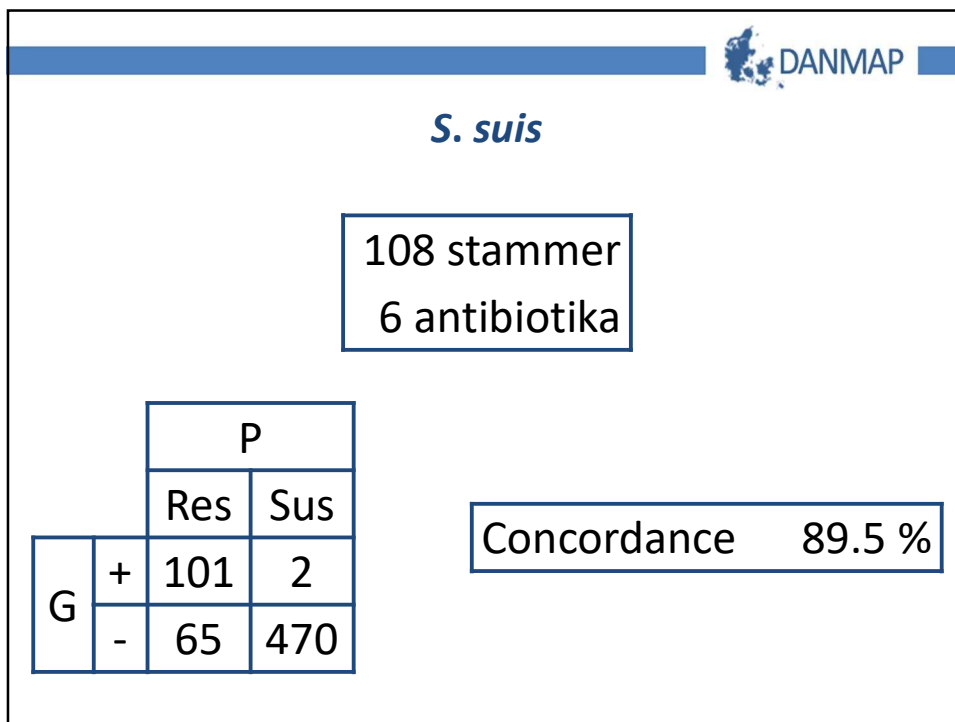 DANMAP
S. suis
108 stammer
6 antibiotika
P
Res Sus
G + 101 2
- 65 470
Concordance 89.5 %